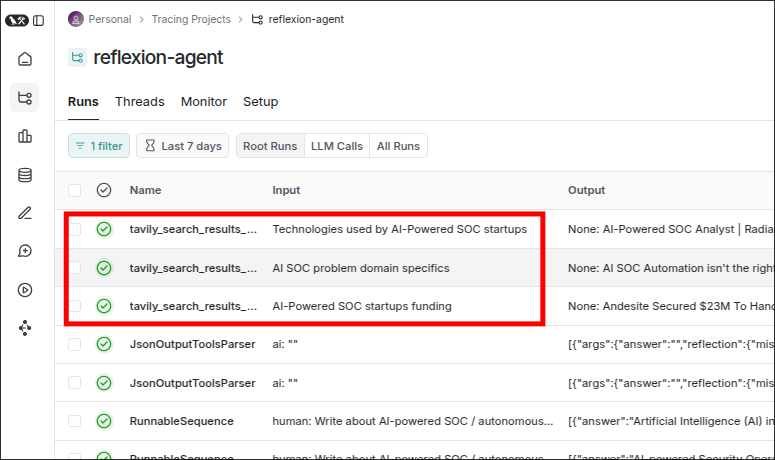 Personal > Tracing Projects > reflexion-agent
reflexion-agent
Runs Threads Monitor Setup
1 filter Last 7 days Root Runs LLM Calls All Runs
Name Input Output
tavily_search_results_... Technologies used by AI-Powered SOC startups None: AI-Powered SOC Analyst | Radia
tavily_search_results_... AI SOC problem domain specifics None: AI SOC Automation isn't the right
tavily_search_results_... AI-Powered SOC startups funding None: Andesite Secured $23M To Hand
JsonOutputToolsParser ai: "" [{"args":{"answer":"","reflection":{"mis
JsonOutputToolsParser ai: "" [{"args":{"answer":"","reflection":{"mis
RunnableSequence human: Write about AI-powered SOC / autonomous... [{"answer":"Artificial Intelligence (AI) in
RunnableSequence human: Write about AI-powered SOC / autonomous... [{"answer":"AI-powered Security Oper